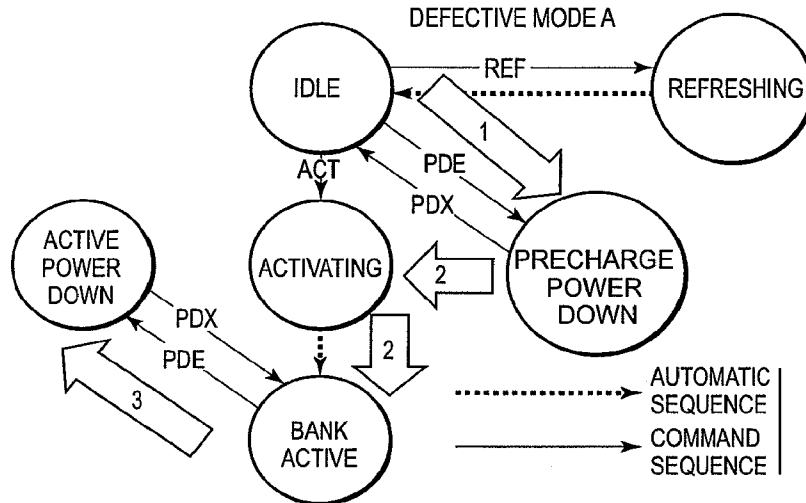 DEFECTIVE MODE A
IDLE
REF
REFRESHING
1
PDE
PDX
ACT
ACTIVE
POWER
DOWN
ACTIVATING
2
PRECHARGE
POWER
DOWN
PDX
PDE
2
3
BANK
ACTIVE
AUTOMATIC
SEQUENCE
COMMAND
SEQUENCE